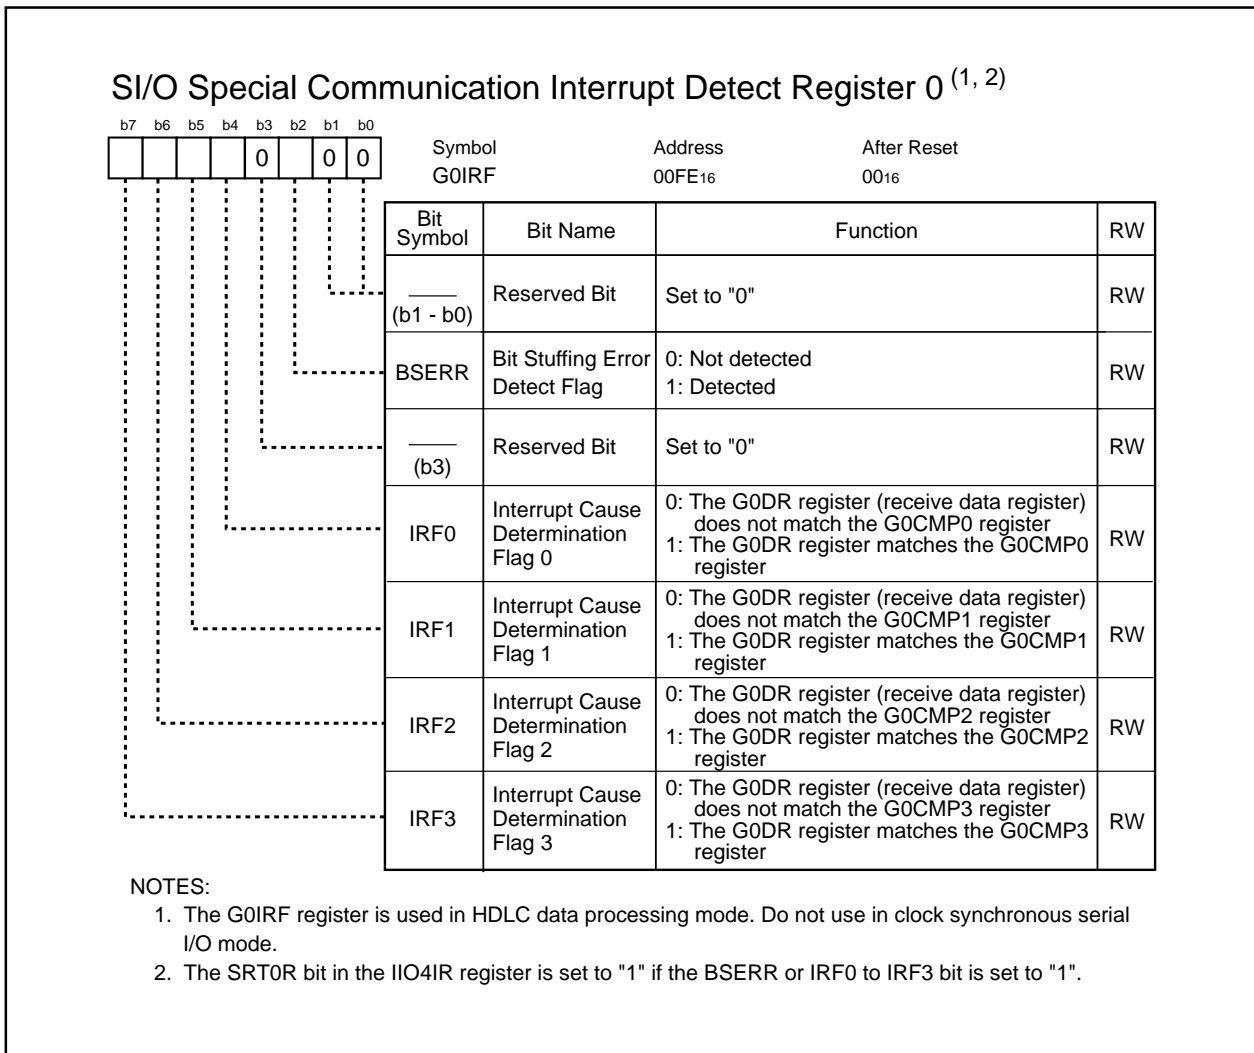 SI/O Special Communication Interrupt Detect Register 0 (1, 2)
b7 b6 b5 b4 b3 b2 b1 b0
0 0 0
Symbol Address After Reset
G0IRF 00FE16 0016
Bit Symbol Bit Name Function RW
(b1 - b0) Reserved Bit Set to "0" RW
BSERR Bit Stuffing Error Detect Flag 0: Not detected
1: Detected RW
(b3) Reserved Bit Set to "0" RW
IRF0 Interrupt Cause Determination Flag 0 0: The G0DR register (receive data register)
does not match the G0CMP0 register
1: The G0DR register matches the G0CMP0
register RW
IRF1 Interrupt Cause Determination Flag 1 0: The G0DR register (receive data register)
does not match the G0CMP1 register
1: The G0DR register matches the G0CMP1
register RW
IRF2 Interrupt Cause Determination Flag 2 0: The G0DR register (receive data register)
does not match the G0CMP2 register
1: The G0DR register matches the G0CMP2
register RW
IRF3 Interrupt Cause Determination Flag 3 0: The G0DR register (receive data register)
does not match the G0CMP3 register
1: The G0DR register matches the G0CMP3
register RW
NOTES:
1. The G0IRF register is used in HDLC data processing mode. Do not use in clock synchronous serial
I/O mode.
2. The SRT0R bit in the IIO4IR register is set to "1" if the BSERR or IRF0 to IRF3 bit is set to "1".